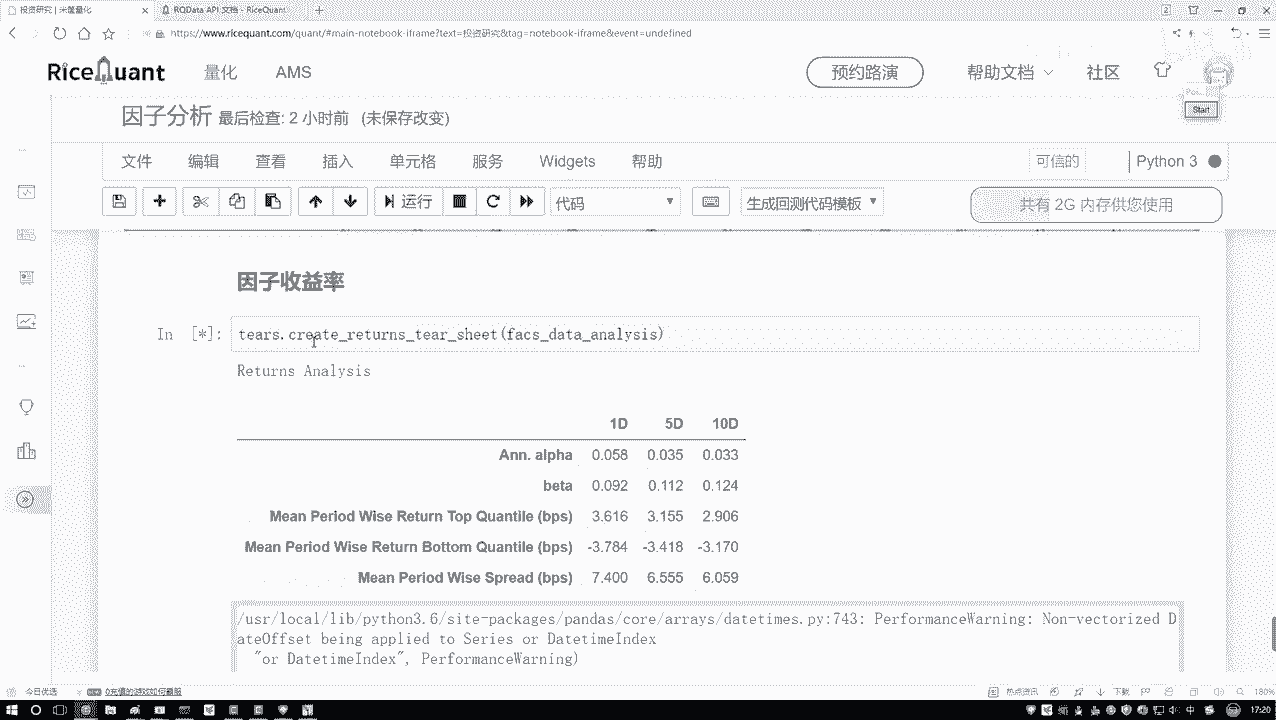 投资研究 | 米筐量化
RQData API 文档 - RiceQuant
https://www.ricequant.com/quant/#main-notebook-iframe?text=投资研究&tag=notebook-iframe&event=undefined
RiceQuant 量化 AMS 预约路演 帮助文档 社区
Start
因子分析 最后检查: 2 小时前 (未保存改变)
文件 编辑 查看 插入 单元格 服务 Widgets 帮助 可信的 Python 3
运行 代码 生成回测代码模板 共有 2G 内存供您使用
因子收益率
In [*]: tears.create_returns_tear_sheet(facs_data_analysis)
Returns Analysis
1D 5D 10D
Ann. alpha 0.058 0.035 0.033
beta 0.092 0.112 0.124
Mean Period Wise Return Top Quantile (bps) 3.616 3.155 2.906
Mean Period Wise Return Bottom Quantile (bps) -3.784 -3.418 -3.170
Mean Period Wise Spread (bps) 7.400 6.555 6.059
/usr/local/lib/python3.6/site-packages/pandas/core/arrays/datetimes.py:743: PerformanceWarning: Non-vectorized D
ateOffset being applied to Series or DatetimeIndex
"or DatetimeIndex", PerformanceWarning)
今日优选 热点资讯 下载 180%
中 17:20